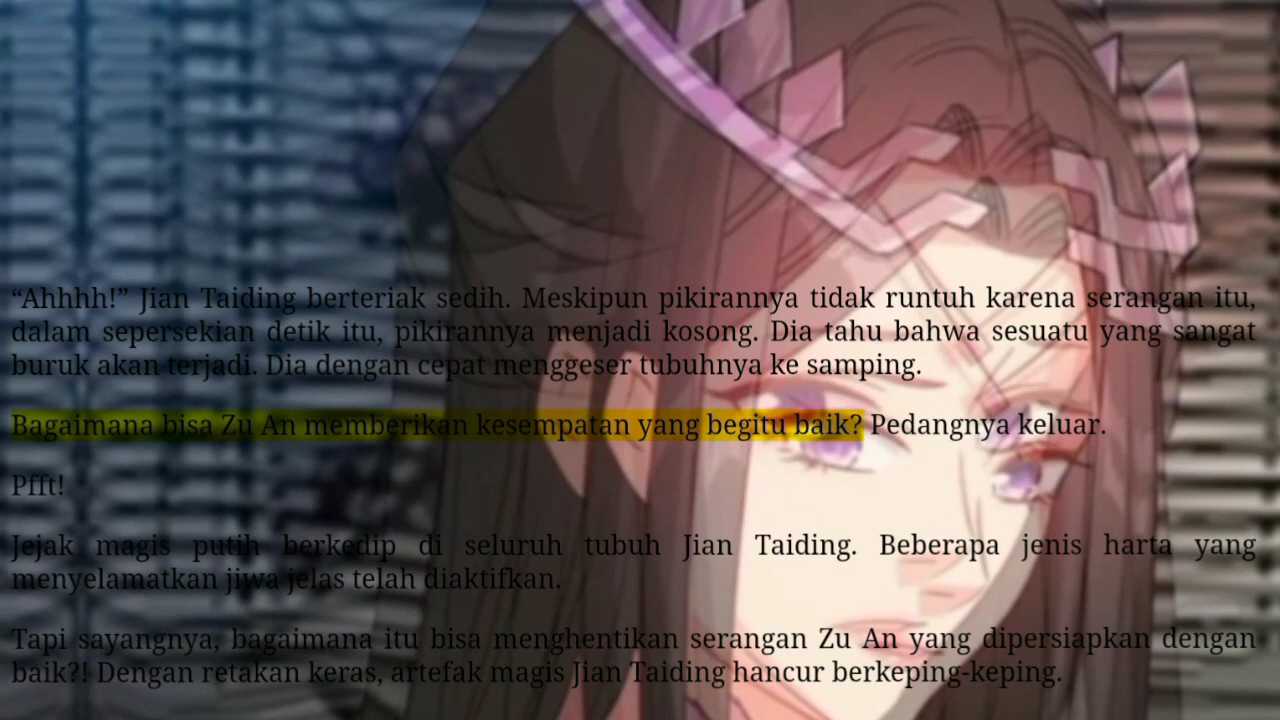 “Ahhhh!” Jian Taiding berteriak sedih. Meskipun pikirannya tidak runtuh karena serangan itu,
dalam sepersekian detik itu, pikirannya menjadi kosong. Dia tahu bahwa sesuatu yang sangat
buruk akan terjadi. Dia dengan cepat menggeser tubuhnya ke samping.
Bagaimana bisa Zu An memberikan kesempatan yang begitu baik? Pedangnya keluar.
Pfft!
Jejak magis putih berkedip di seluruh tubuh Jian Taiding. Beberapa jenis harta yang
menyelamatkan jiwa jelas telah diaktifkan.
Tapi sayangnya, bagaimana itu bisa menghentikan serangan Zu An yang dipersiapkan dengan
baik?! Dengan retakan keras, artefak magis Jian Taiding hancur berkeping-keping.